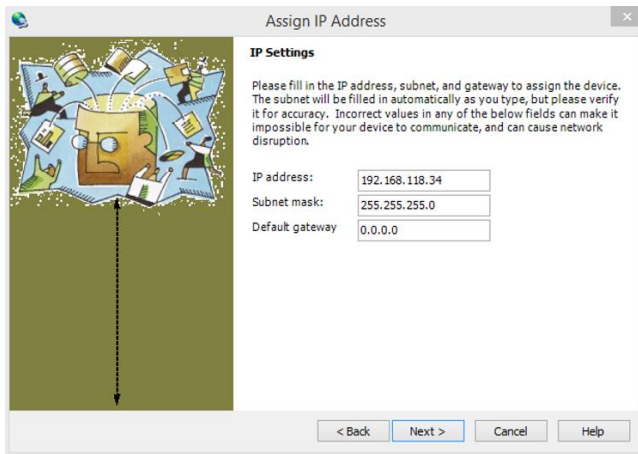 Assign IP Address
IP Settings
Please fill in the IP address, subnet, and gateway to assign the device.
The subnet will be filled in automatically as you type, but please verify
it for accuracy. Incorrect values in any of the below fields can make it
impossible for your device to communicate, and can cause network
disruption.
IP address: 192.168.118.34
Subnet mask: 255.255.255.0
Default gateway 0.0.0.0
< Back Next > Cancel Help